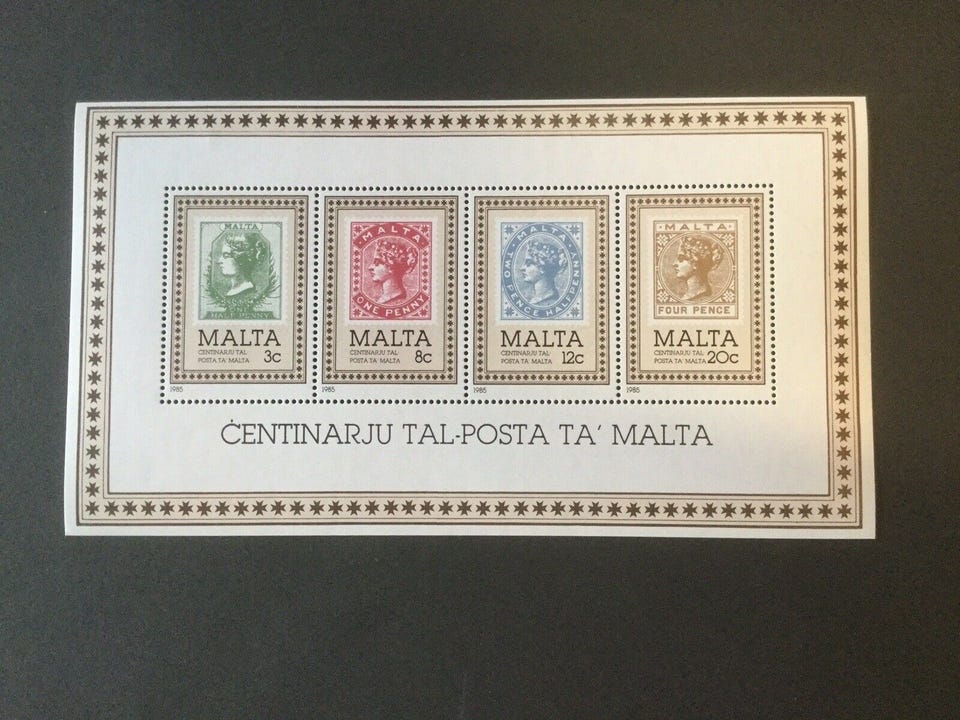 MALTA
ONE
HALF PENNY
MALTA
3c
CENTINARJU TAL
POSTA TA' MALTA
1985
MALTA
ONE PENNY
MALTA
8c
CENTINARJU TAL
POSTA TA' MALTA
1985
MALTA
TWO PENCE HALFPENNY
MALTA
12c
CENTINARJU TAL
POSTA TA' MALTA
1985
MALTA
FOUR PENCE
MALTA
20c
CENTINARJU TAL
POSTA TA' MALTA
1985
ĊENTINARJU TAL-POSTA TA' MALTA